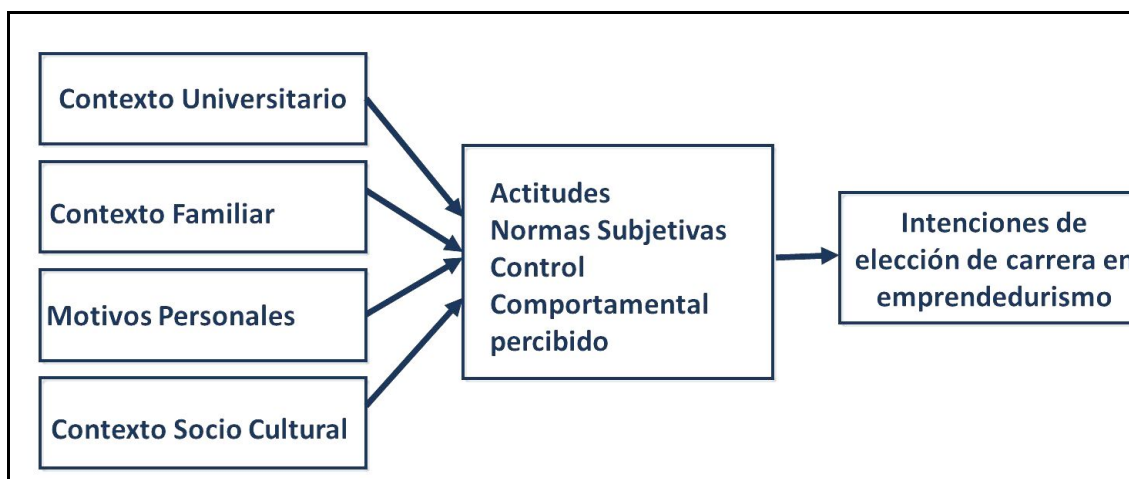 Contexto Universitario
Contexto Familiar
Motivos Personales
Contexto Socio Cultural
Actitudes
Normas Subjetivas
Control
Comportamental
percibido
Intenciones de
elección de carrera en
emprendedurismo